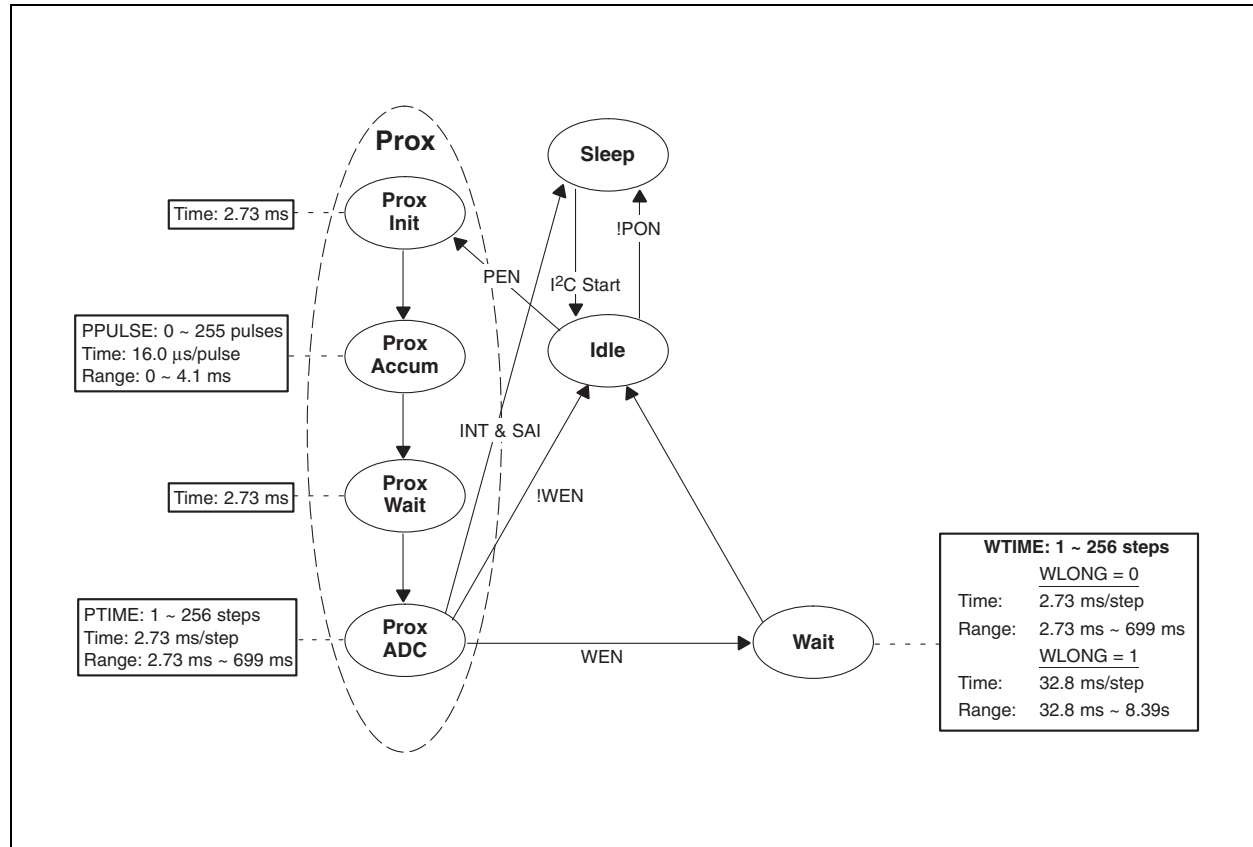 Prox
Sleep
Prox
Init
Time: 2.73 ms
!PON
PEN
I²C Start
PPULSE: 0 ~ 255 pulses
Time: 16.0 μs/pulse
Range: 0 ~ 4.1 ms
Prox
Accum
Idle
INT & SAI
Prox
Wait
Time: 2.73 ms
!WEN
PTIME: 1 ~ 256 steps
Time: 2.73 ms/step
Range: 2.73 ms ~ 699 ms
Prox
ADC
WEN
Wait
WTIME: 1 ~ 256 steps
WLONG = 0
Time: 2.73 ms/step
Range: 2.73 ms ~ 699 ms
WLONG = 1
Time: 32.8 ms/step
Range: 32.8 ms ~ 8.39s